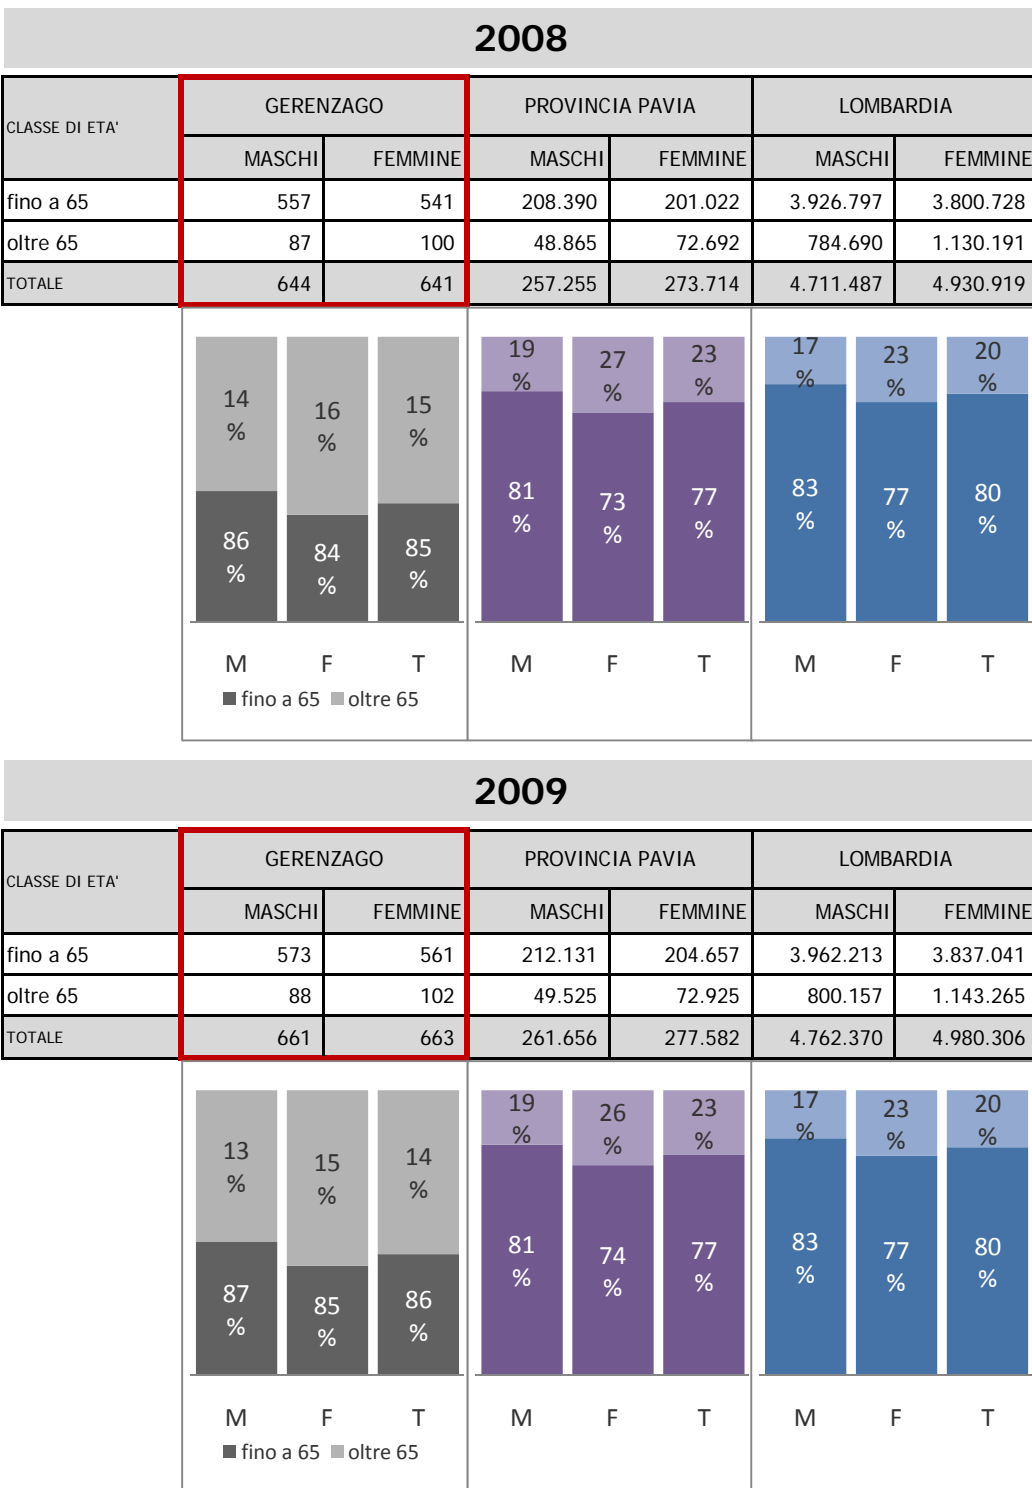 2008
CLASSE DI ETA' GERENZAGO PROVINCIA PAVIA LOMBARDIA
MASCHI FEMMINE MASCHI FEMMINE MASCHI FEMMINE
fino a 65 557 541 208.390 201.022 3.926.797 3.800.728
oltre 65 87 100 48.865 72.692 784.690 1.130.191
TOTALE 644 641 257.255 273.714 4.711.487 4.930.919
14 % 16 % 15 % 19 % 27 % 23 % 17 % 23 % 20 %
86 % 84 % 85 % 81 % 73 % 77 % 83 % 77 % 80 %
M F T M F T M F T
fino a 65 oltre 65
2009
CLASSE DI ETA' GERENZAGO PROVINCIA PAVIA LOMBARDIA
MASCHI FEMMINE MASCHI FEMMINE MASCHI FEMMINE
fino a 65 573 561 212.131 204.657 3.962.213 3.837.041
oltre 65 88 102 49.525 72.925 800.157 1.143.265
TOTALE 661 663 261.656 277.582 4.762.370 4.980.306
13 % 15 % 14 % 19 % 26 % 23 % 17 % 23 % 20 %
87 % 85 % 86 % 81 % 74 % 77 % 83 % 77 % 80 %
M F T M F T M F T
fino a 65 oltre 65